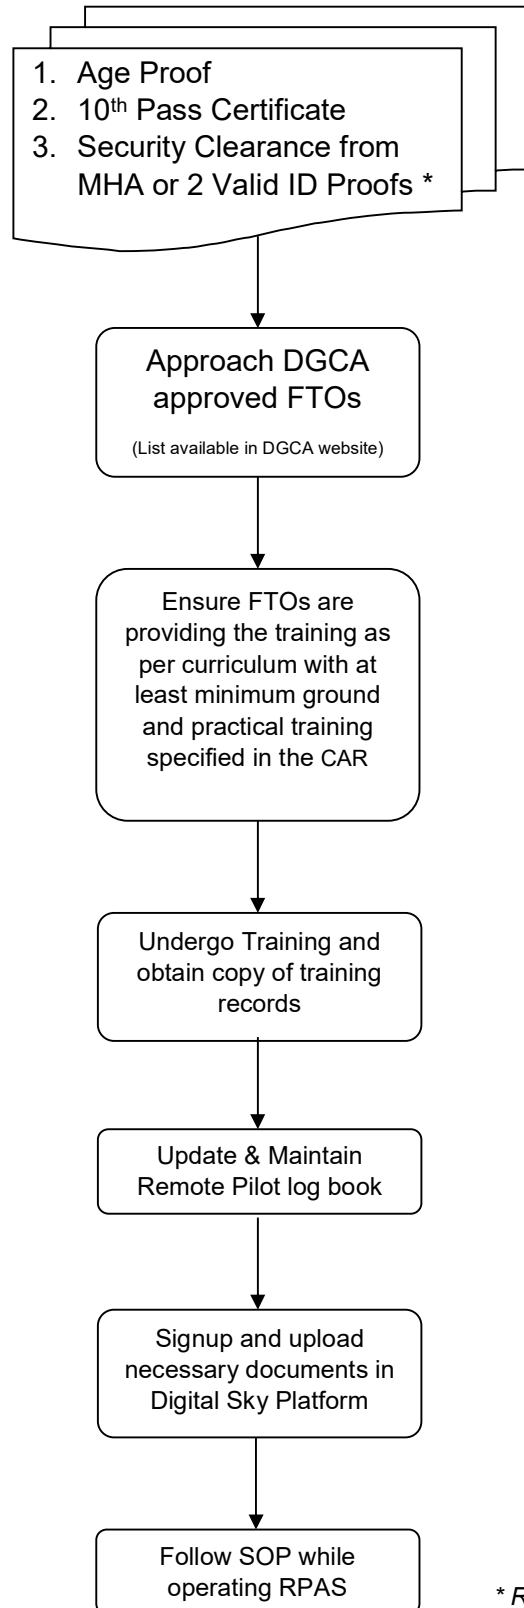 1. Age Proof
2. 10th Pass Certificate
3. Security Clearance from
MHA or 2 Valid ID Proofs *
Approach DGCA
approved FTOs
(List available in DGCA website)
Ensure FTOs are
providing the training as
per curriculum with at
least minimum ground
and practical training
specified in the CAR
Undergo Training and
obtain copy of training
records
Update & Maintain
Remote Pilot log book
Signup and upload
necessary documents in
Digital Sky Platform
Follow SOP while
operating RPAS
*